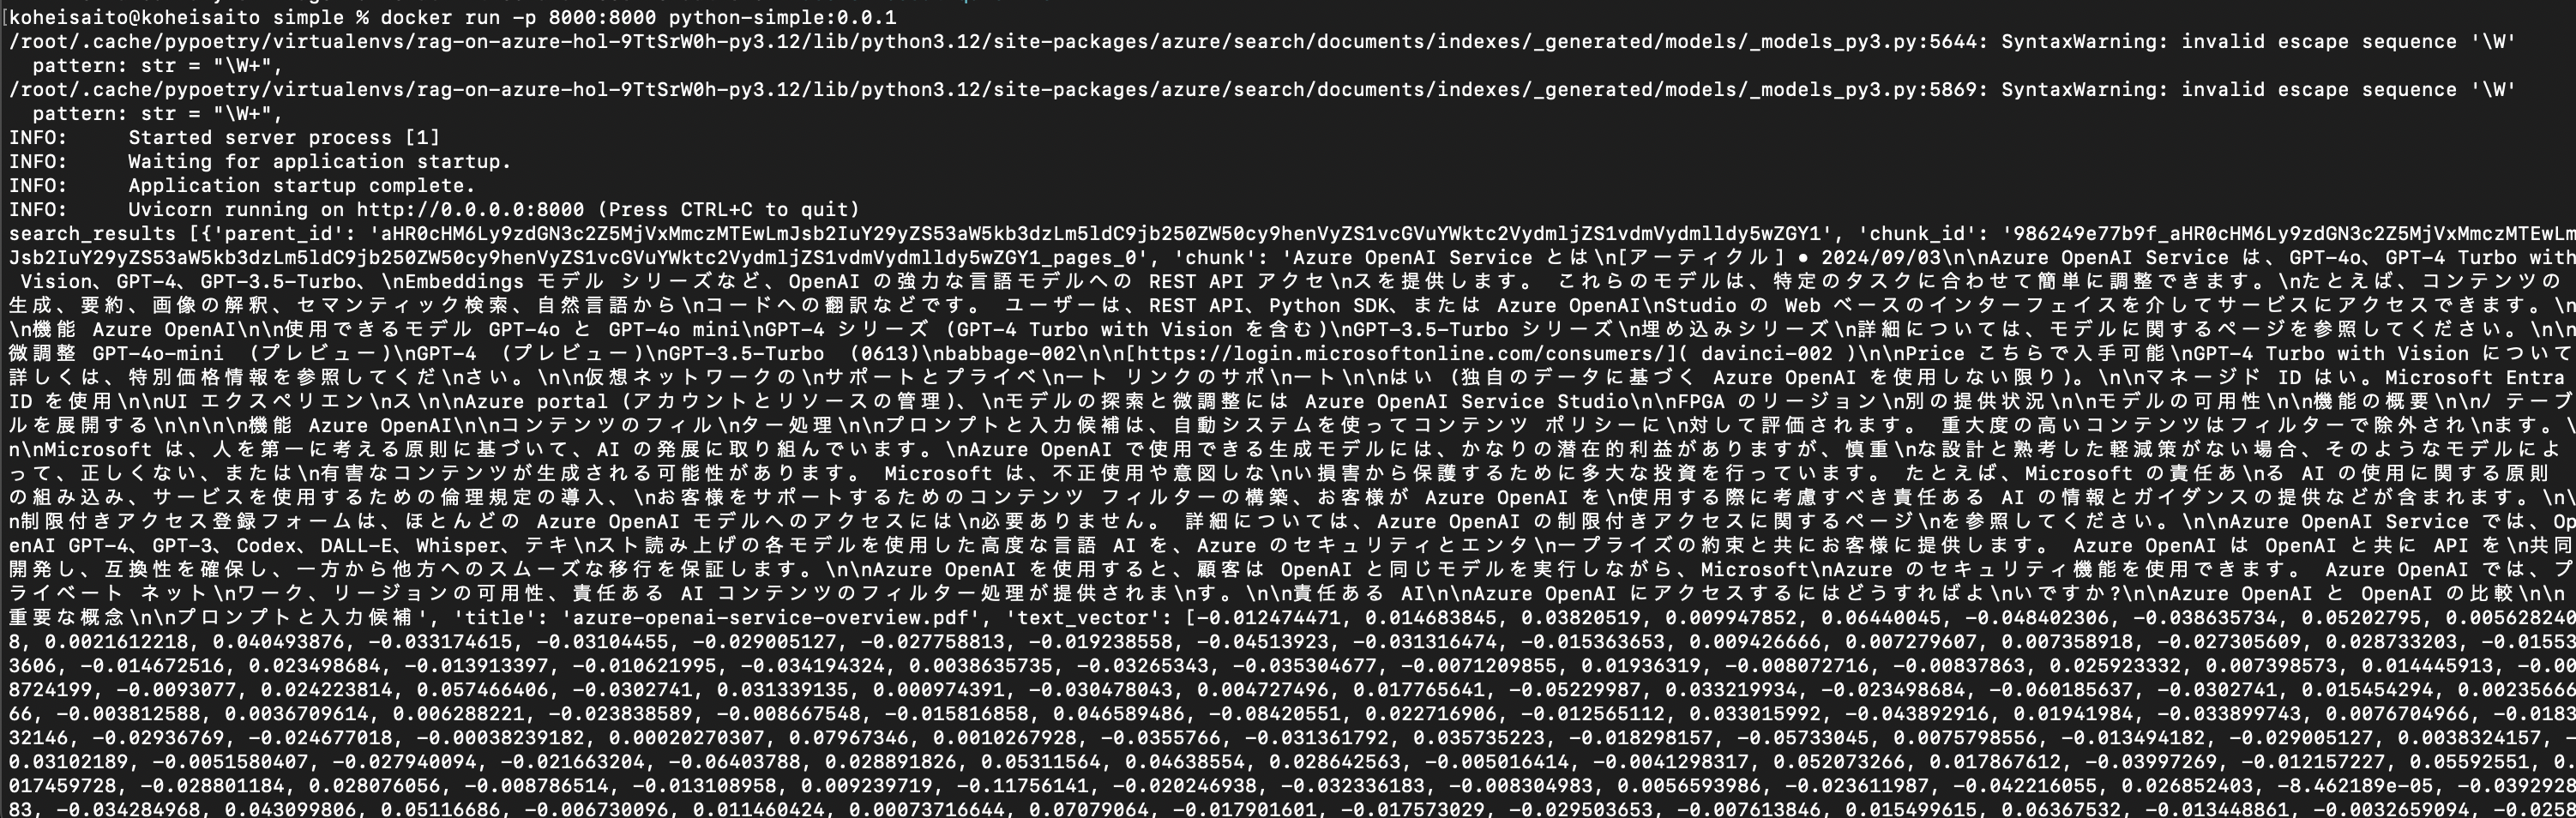 [koheisaito@koheisaito simple % docker run -p 8000:8000 python-simple:0.0.1
/root/.cache/pypoetry/virtualenvs/rag-on-azure-hol-9TtSrW0h-py3.12/lib/python3.12/site-packages/azure/search/documents/indexes/_generated/models/_models_py3.py:5644: SyntaxWarning: invalid escape sequence '\W'
  pattern: str = "\W+",
/root/.cache/pypoetry/virtualenvs/rag-on-azure-hol-9TtSrW0h-py3.12/lib/python3.12/site-packages/azure/search/documents/indexes/_generated/models/_models_py3.py:5869: SyntaxWarning: invalid escape sequence '\W'
  pattern: str = "\W+",
INFO:     Started server process [1]
INFO:     Waiting for application startup.
INFO:     Application startup complete.
INFO:     Uvicorn running on http://0.0.0.0:8000 (Press CTRL+C to quit)
search_results [{'parent_id': 'aHR0cHM6Ly9zdGN3c2Z5MjVxMmczMTEwLmJsb2IuY29yZS53aW5kb3dzLm5ldC9jb250ZW50cy9henVyZS1vcGVuYWktc2VydmljZS1vdmVydmlldy5wZGY1', 'chunk_id': '986249e77b9f_aHR0cHM6Ly9zdGN3c2Z5MjVxMmczMTEwLm
Jsb2IuY29yZS53aW5kb3dzLm5ldC9jb250ZW50cy9henVyZS1vcGVuYWktc2VydmljZS1vdmVydmlldy5wZGY1_pages_0', 'chunk': 'Azure OpenAI Service とは\n[アーティクル] • 2024/09/03\n\nAzure OpenAI Service は、GPT-4o、GPT-4 Turbo with
 Vision、GPT-4、GPT-3.5-Turbo、\nEmbeddings モデル シリーズなど、OpenAI の強力な言語モデルへの REST API アクセ\nスを提供します。 これらのモデルは、特定のタスクに合わせて簡単に調整できます。\nたとえば、コンテンツの
生成、要約、画像の解釈、セマンティック検索、自然言語から\nコードへの翻訳などです。 ユーザーは、REST API、Python SDK、または Azure OpenAI\nStudio の Web ベースのインターフェイスを介してサービスにアクセスできます。\n
\n機能 Azure OpenAI\n\n使用できるモデル GPT-4o と GPT-4o mini\nGPT-4 シリーズ (GPT-4 Turbo with Vision を含む)\nGPT-3.5-Turbo シリーズ\n埋め込みシリーズ\n詳細については、モデルに関するページを参照してください。\n\n
微調整 GPT-4o-mini  (プレビュー)\nGPT-4  (プレビュー)\nGPT-3.5-Turbo  (0613)\nbabbage-002\n\n[https://login.microsoftonline.com/consumers/]( davinci-002 )\n\nPrice こちらで入手可能\nGPT-4 Turbo with Vision について
詳しくは、特別価格情報を参照してくだ\nさい。\n\n仮想ネットワークの\nサポートとプライベ\nート リンクのサポ\nート\n\nはい (独自のデータに基づく Azure OpenAI を使用しない限り)。\n\nマネージド ID はい。Microsoft Entra
ID を使用\n\nUI エクスペリエン\nス\n\nAzure portal (アカウントとリソースの管理)、\nモデルの探索と微調整には Azure OpenAI Service Studio\n\nFPGA のリージョン\n別の提供状況\n\nモデルの可用性\n\n機能の概要\n\nﾉ テーブ
ルを展開する\n\n\n\n機能 Azure OpenAI\n\nコンテンツのフィル\nター処理\n\nプロンプトと入力候補は、自動システムを使ってコンテンツ ポリシーに\n対して評価されます。 重大度の高いコンテンツはフィルターで除外され\nます。\
n\nMicrosoft は、人を第一に考える原則に基づいて、AI の発展に取り組んでいます。\nAzure OpenAI で使用できる生成モデルには、かなりの潜在的利益がありますが、慎重\nな設計と熟考した軽減策がない場合、そのようなモデルによ
って、正しくない、または\n有害なコンテンツが生成される可能性があります。 Microsoft は、不正使用や意図しな\nい損害から保護するために多大な投資を行っています。 たとえば、Microsoft の責任あ\nる AI の使用に関する原則
の組み込み、サービスを使用するための倫理規定の導入、\nお客様をサポートするためのコンテンツ フィルターの構築、お客様が Azure OpenAI を\n使用する際に考慮すべき責任ある AI の情報とガイダンスの提供などが含まれます。\n\
n制限付きアクセス登録フォームは、ほとんどの Azure OpenAI モデルへのアクセスには\n必要ありません。 詳細については、Azure OpenAI の制限付きアクセスに関するページ\nを参照してください。\n\nAzure OpenAI Service では、Op
enAI GPT-4、GPT-3、Codex、DALL-E、Whisper、テキ\nスト読み上げの各モデルを使用した高度な言語 AI を、Azure のセキュリティとエンタ\nープライズの約束と共にお客様に提供します。 Azure OpenAI は OpenAI と共に API を\n共同
開発し、互換性を確保し、一方から他方へのスムーズな移行を保証します。\n\nAzure OpenAI を使用すると、顧客は OpenAI と同じモデルを実行しながら、Microsoft\nAzure のセキュリティ機能を使用できます。 Azure OpenAI では、プ
ライベート ネット\nワーク、リージョンの可用性、責任ある AI コンテンツのフィルター処理が提供されま\nす。\n\n責任ある AI\n\nAzure OpenAI にアクセスするにはどうすればよ\nいですか?\n\nAzure OpenAI と OpenAI の比較\n\n
重要な概念\n\nプロンプトと入力候補', 'title': 'azure-openai-service-overview.pdf', 'text_vector': [-0.012474471, 0.014683845, 0.03820519, 0.009947852, 0.06440045, -0.048402306, -0.038635734, 0.05202795, 0.005628240
8, 0.0021612218, 0.040493876, -0.033174615, -0.03104455, -0.029005127, -0.027758813, -0.019238558, -0.04513923, -0.031316474, -0.015363653, 0.009426666, 0.007279607, 0.007358918, -0.027305609, 0.028733203, -0.01553
3606, -0.014672516, 0.023498684, -0.013913397, -0.010621995, -0.034194324, 0.0038635735, -0.03265343, -0.035304677, -0.0071209855, 0.01936319, -0.008072716, -0.00837863, 0.025923332, 0.007398573, 0.014445913, -0.00
8724199, -0.0093077, 0.024223814, 0.057466406, -0.0302741, 0.031339135, 0.000974391, -0.030478043, 0.004727496, 0.017765641, -0.05229987, 0.033219934, -0.023498684, -0.060185637, -0.0302741, 0.015454294, 0.00235666
66, -0.003812588, 0.0036709614, 0.006288221, -0.023838589, -0.008667548, -0.015816858, 0.046589486, -0.08420551, 0.022716906, -0.012565112, 0.033015992, -0.043892916, 0.01941984, -0.033899743, 0.0076704966, -0.0183
32146, -0.02936769, -0.024677018, -0.00038239182, 0.00020270307, 0.07967346, 0.0010267928, -0.0355766, -0.031361792, 0.035735223, -0.018298157, -0.05733045, 0.0075798556, -0.013494182, -0.029005127, 0.0038324157, -
0.03102189, -0.0051580407, -0.027940094, -0.021663204, -0.06403788, 0.028891826, 0.05311564, 0.04638554, 0.028642563, -0.005016414, -0.0041298317, 0.052073266, 0.017867612, -0.03997269, -0.012157227, 0.05592551, 0.
017459728, -0.028801184, 0.028076056, -0.008786514, -0.013108958, 0.009239719, -0.11756141, -0.020246938, -0.032336183, -0.008304983, 0.0056593986, -0.023611987, -0.042216055, 0.026852403, -8.462189e-05, -0.0392928
83, -0.034284968, 0.043099806, 0.05116686, -0.006730096, 0.011460424, 0.00073716644, 0.07079064, -0.017901601, -0.017573029, -0.029503653, -0.007613846, 0.015499615, 0.06367532, -0.013448861, -0.0032659094, -0.0258